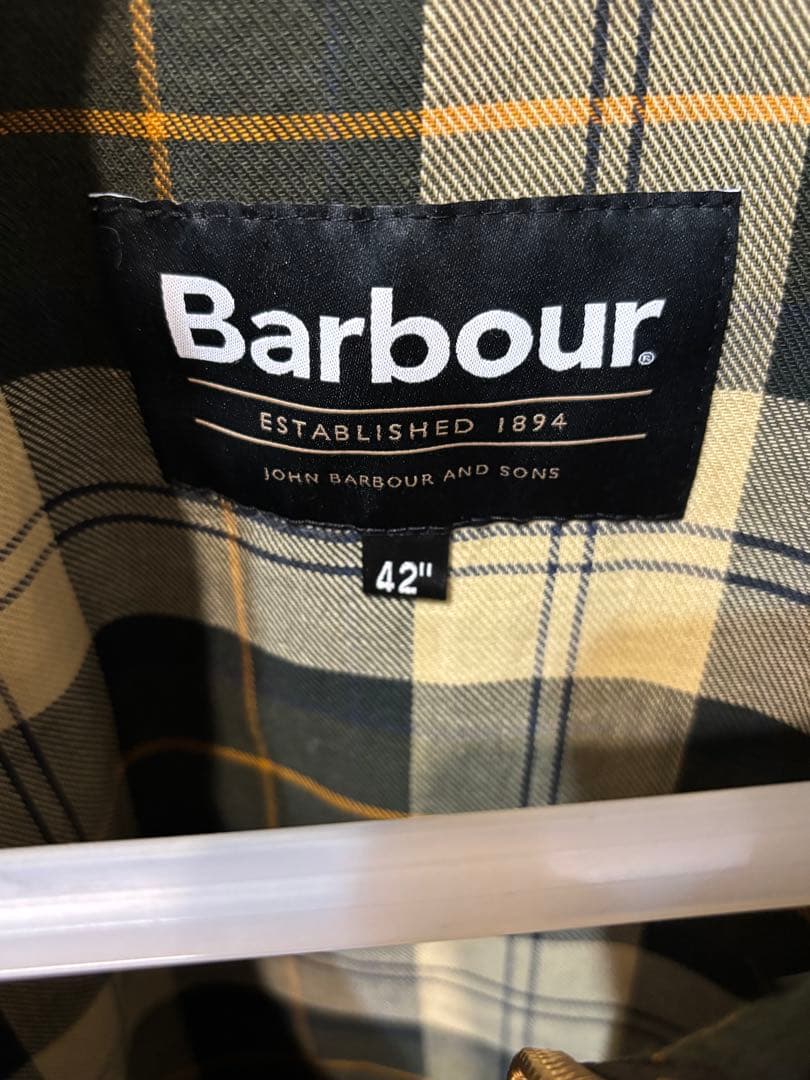 Barbour®
ESTABLISHED 1894
JOHN BARBOUR AND SONS
42"